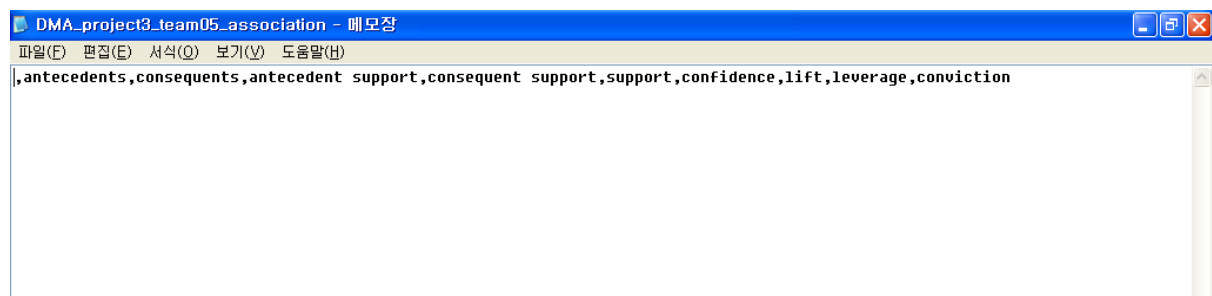 DMA_project3_team05_association - 메모장
파일(F) 편집(E) 서식(O) 보기(V) 도움말(H)
,antecedents,consequents,antecedent support,consequent support,support,confidence,lift,leverage,conviction